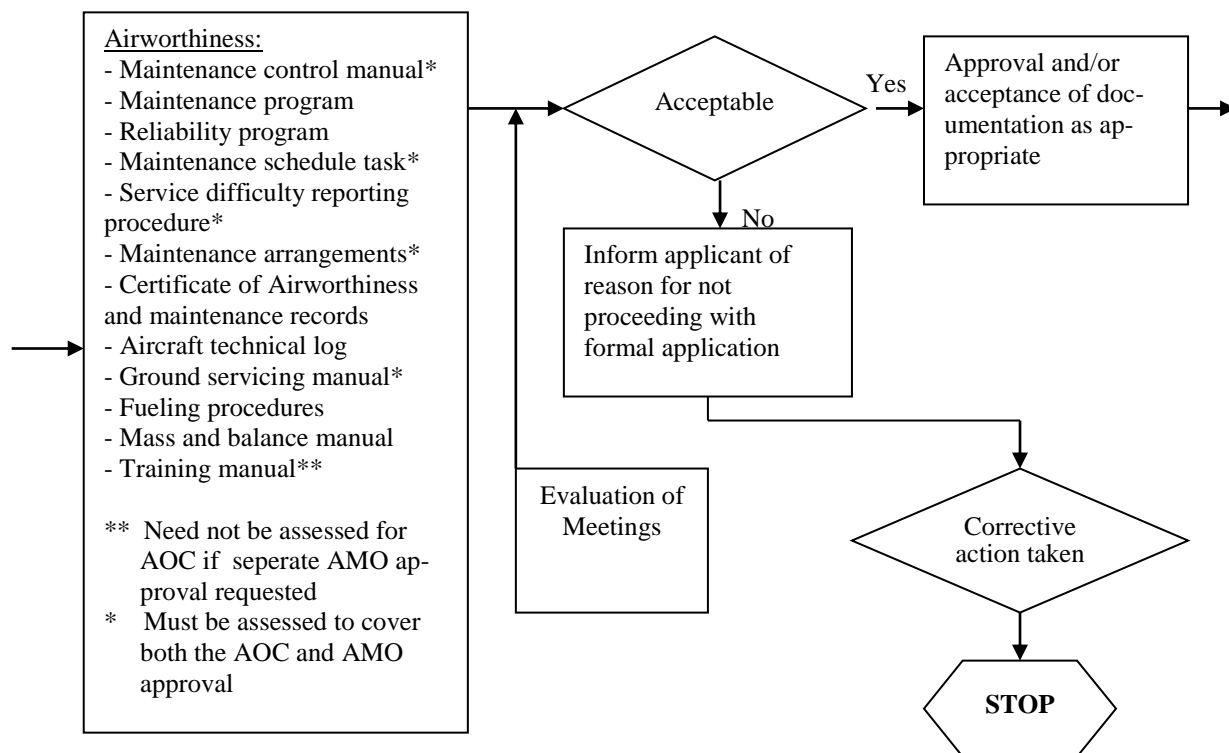 Airworthiness:
- Maintenance control manual*
- Maintenance program
- Reliability program
- Maintenance schedule task*
- Service difficulty reporting
procedure*
- Maintenance arrangements*
- Certificate of Airworthiness
and maintenance records
- Aircraft technical log
- Ground servicing manual*
- Fueling procedures
- Mass and balance manual
- Training manual**
** Need not be assessed for
AOC if seperate AMO ap-
proval requested
* Must be assessed to cover
both the AOC and AMO
approval
Acceptable
Yes
Approval and/or
acceptance of doc-
umentation as ap-
propriate
No
Inform applicant of
reason for not
proceeding with
formal application
Evaluation of
Meetings
Corrective
action taken
STOP